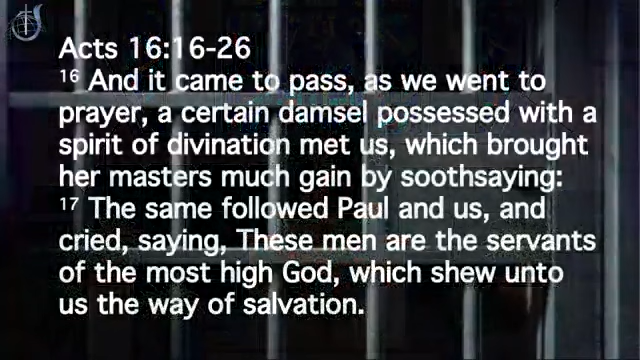 Acts 16:16-26
16 And it came to pass, as we went to
prayer, a certain damsel possessed with a
spirit of divination met us, which brought
her masters much gain by soothsaying:
17 The same followed Paul and us, and
cried, saying, These men are the servants
of the most high God, which shew unto
us the way of salvation.